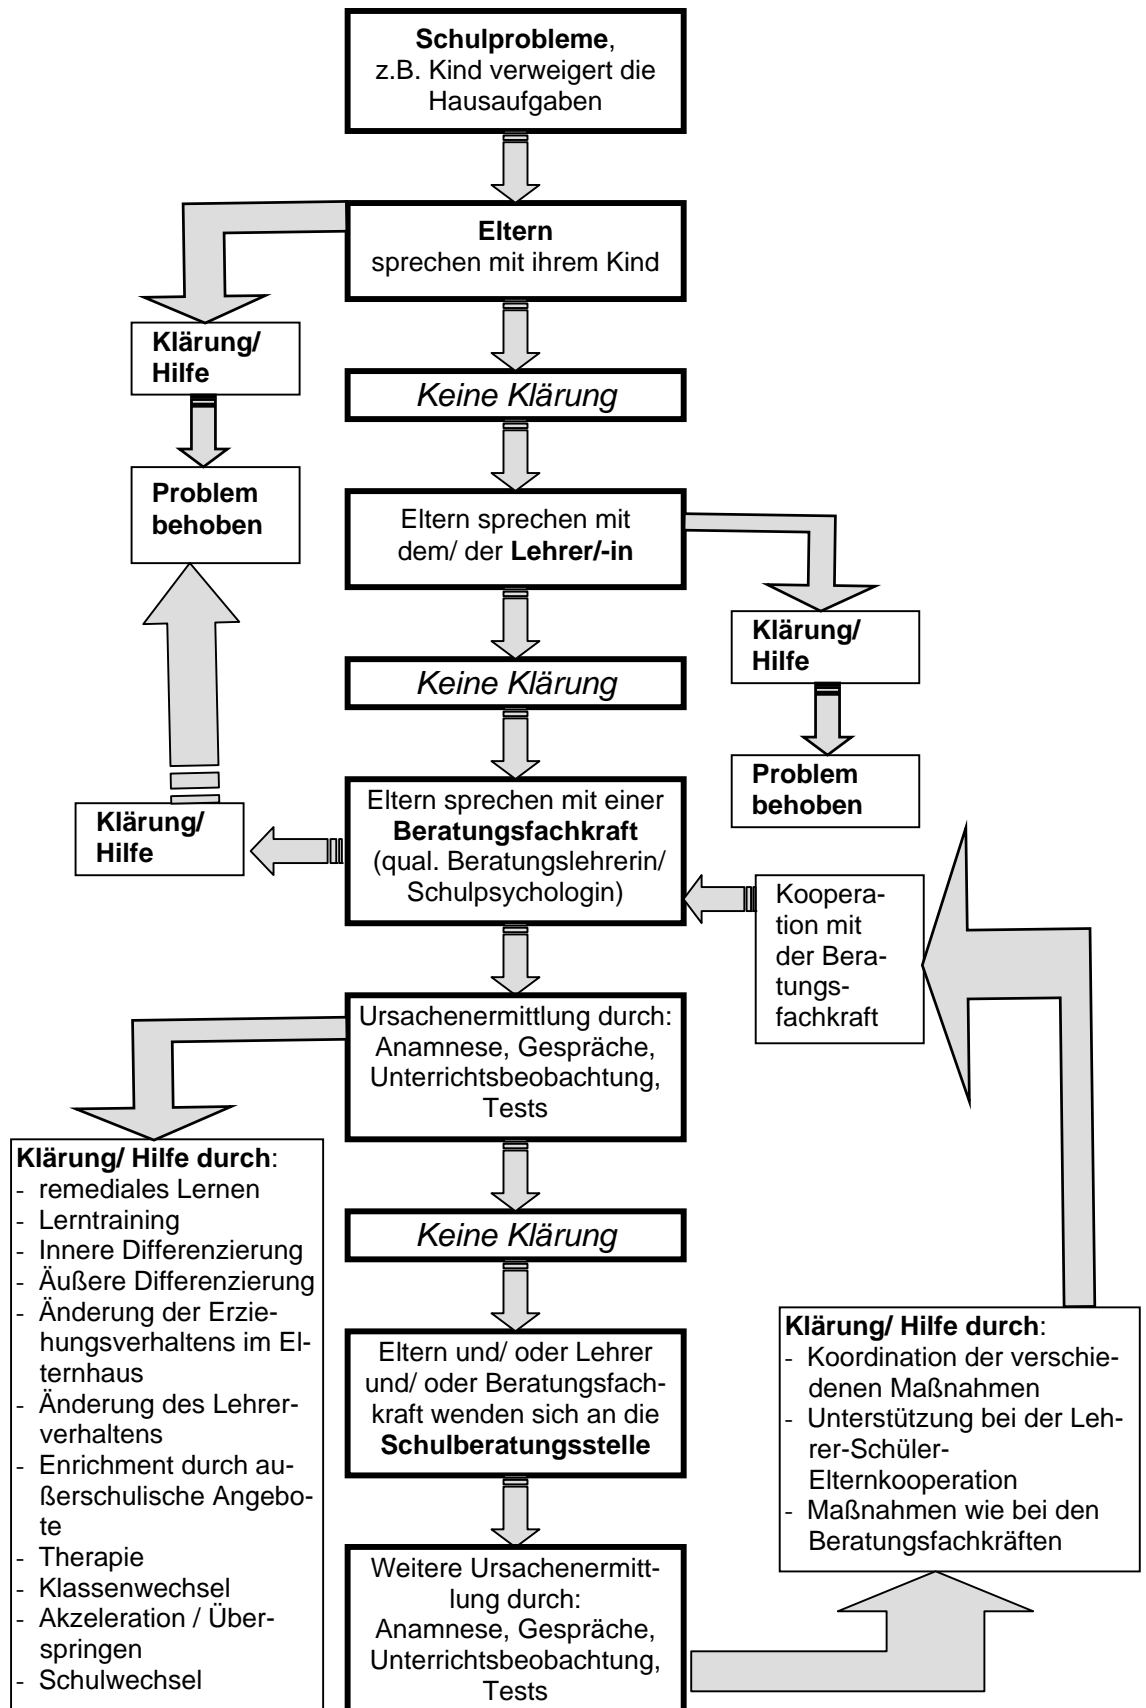 Schulprobleme,
z.B. Kind verweigert die
Hausaufgaben
Eltern
sprechen mit ihrem Kind
Klärung/
Hilfe
Keine Klärung
Problem
behoben
Eltern sprechen mit
dem/ der Lehrer/-in
Klärung/
Hilfe
Keine Klärung
Problem
behoben
Eltern sprechen mit einer
Beratungsfachkraft
(qual. Beratungslehrerin/
Schulpsychologin)
Klärung/
Hilfe
Koopera-
tion mit
der Bera-
tungs-
fachkraft
Ursachenermittlung durch:
Anamnese, Gespräche,
Unterrichtsbeobachtung,
Tests
Klärung/ Hilfe durch:
- remediales Lernen
- Lerntraining
- Innere Differenzierung
- Äußere Differenzierung
- Änderung der Erzie-
hungsverhaltens im El-
ternhaus
- Änderung des Lehrer-
verhaltens
- Enrichment durch au-
ßerschulische Angebo-
te
- Therapie
- Klassenwechsel
- Akzeleration / Über-
springen
- Schulwechsel
Keine Klärung
Eltern und/ oder Lehrer
und/ oder Beratungsfach-
kraft wenden sich an die
Schulberatungsstelle
Klärung/ Hilfe durch:
- Koordination der verschie-
denen Maßnahmen
- Unterstützung bei der Leh-
rer-Schüler-
Elternkooperation
- Maßnahmen wie bei den
Beratungsfachkräften
Weitere Ursachenermitt-
lung durch:
Anamnese, Gespräche,
Unterrichtsbeobachtung,
Tests